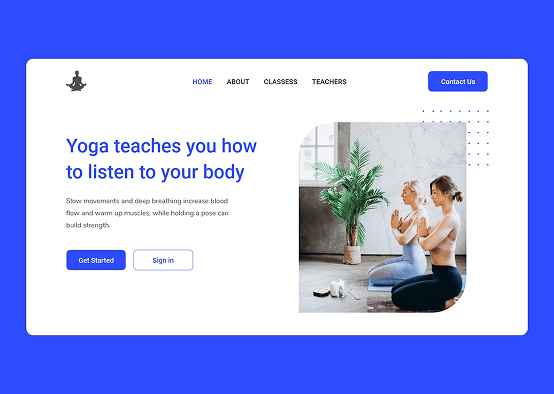 HOME ABOUT CLASSESS TEACHERS Contact Us
Yoga teaches you how
to listen to your body
Slow movements and deep breathing increase blood
flow and warm up muscles, while holding a pose can
build strength.
Get Started Sign in